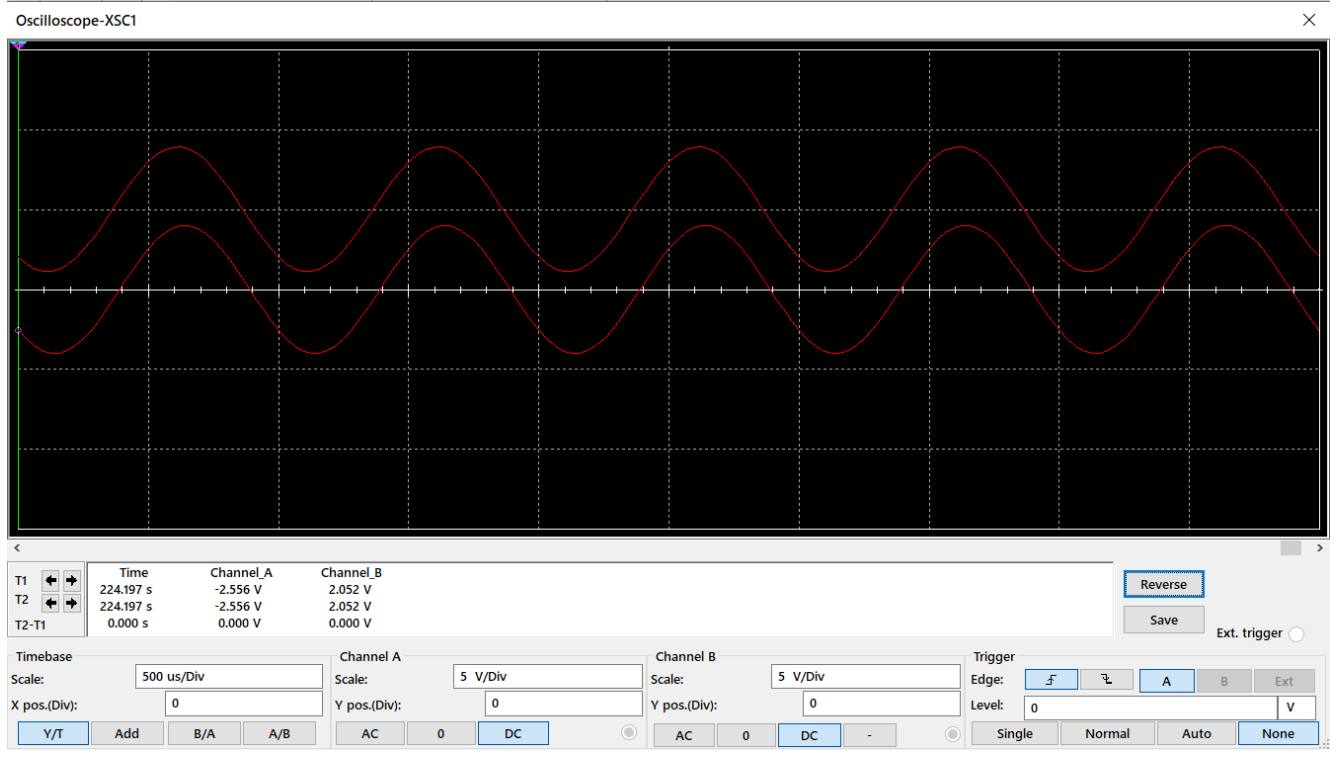 Oscilloscope-XSC1
T1
T2
T2-T1
Time Channel_A Channel_B
224.197 s -2.556 V 2.052 V
224.197 s -2.556 V 2.052 V
0.000 s 0.000 V 0.000 V
Reverse
Save
Ext. trigger
Timebase
Scale: 500 us/Div
X pos.(Div): 0
Y/T Add B/A A/B
Channel A
Scale: 5 V/Div
Y pos.(Div): 0
AC 0 DC
Channel B
Scale: 5 V/Div
Y pos.(Div): 0
AC 0 DC -
Trigger
Edge: A B Ext
Level: 0 V
Single Normal Auto None